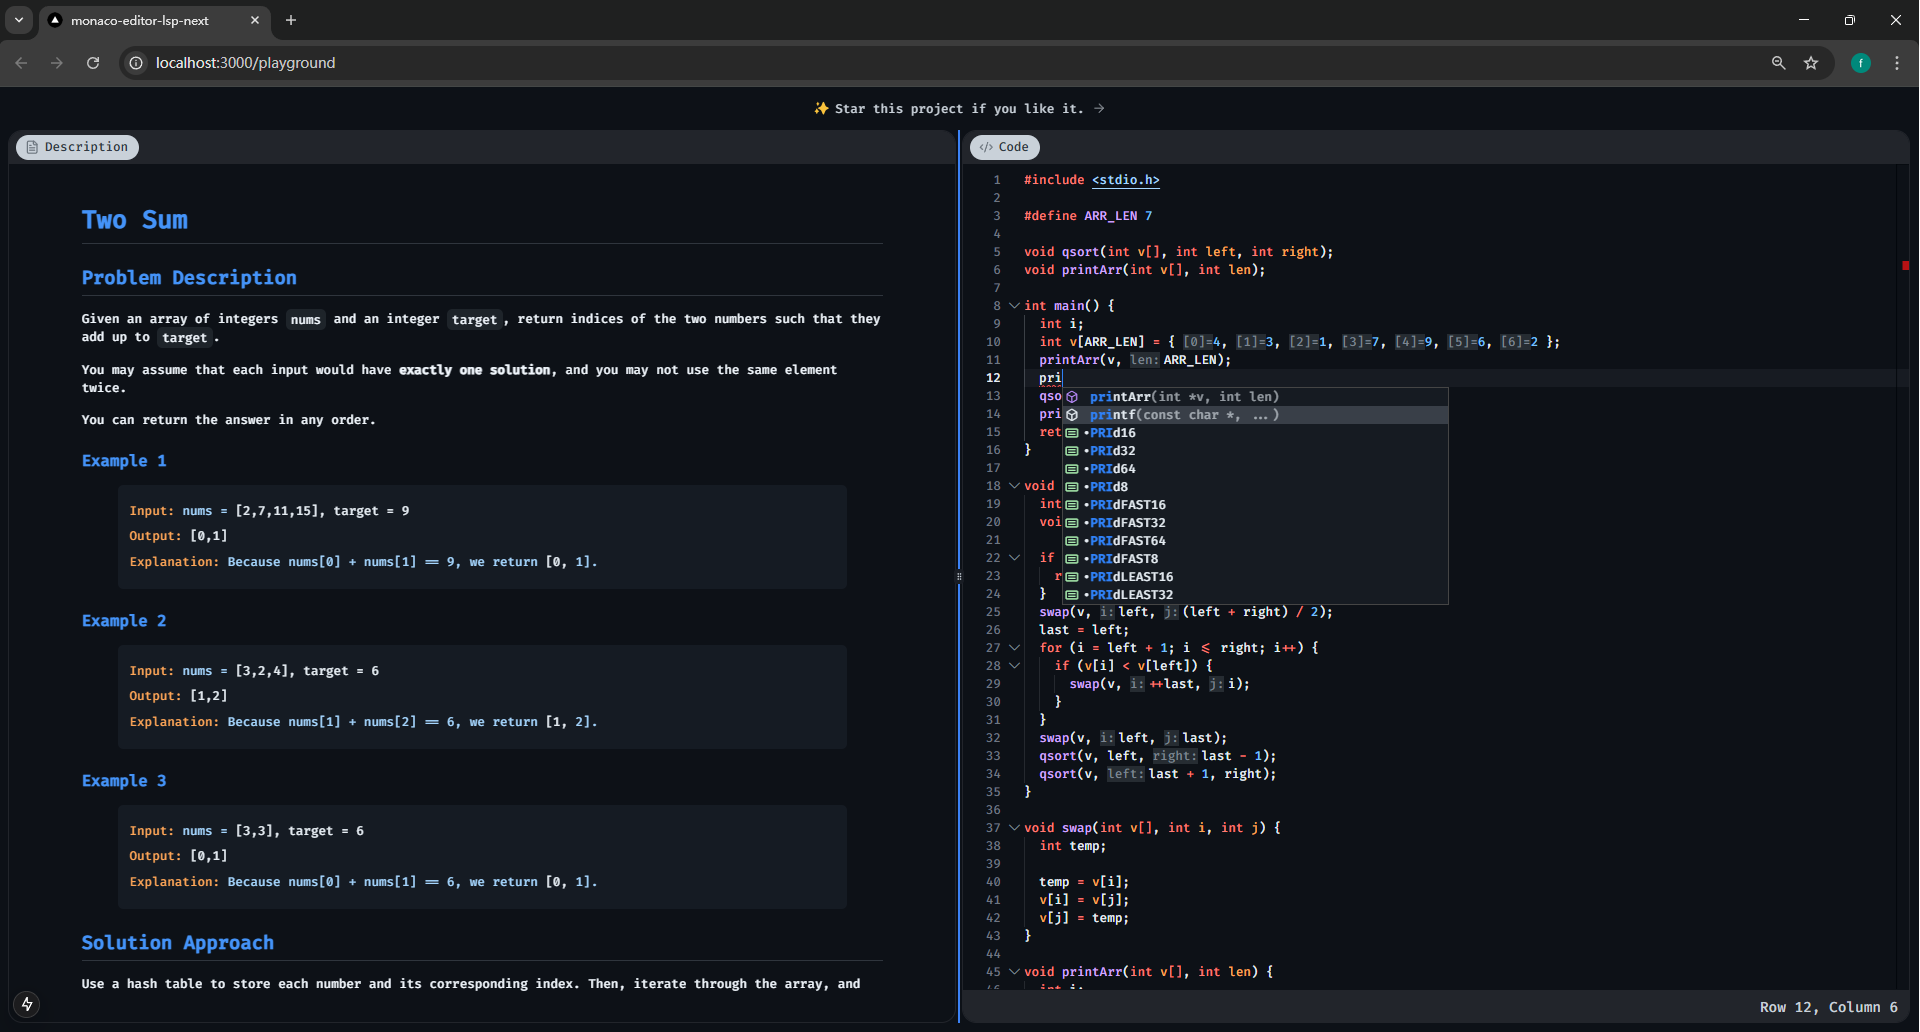 monaco-editor-lsp-next
localhost:3000/playground
f
✨ Star this project if you like it. →
Description
Two Sum
Problem Description
Given an array of integers nums and an integer target, return indices of the two numbers such that they
add up to target.
You may assume that each input would have exactly one solution, and you may not use the same element
twice.
You can return the answer in any order.
Example 1
Input: nums = [2,7,11,15], target = 9
Output: [0,1]
Explanation: Because nums[0] + nums[1] == 9, we return [0, 1].
Example 2
Input: nums = [3,2,4], target = 6
Output: [1,2]
Explanation: Because nums[1] + nums[2] == 6, we return [1, 2].
Example 3
Input: nums = [3,3], target = 6
Output: [0,1]
Explanation: Because nums[0] + nums[1] == 6, we return [0, 1].
Solution Approach
Use a hash table to store each number and its corresponding index. Then, iterate through the array, and
</> Code
1 #include <stdio.h>
2
3 #define ARR_LEN 7
4
5 void qsort(int v[], int left, int right);
6 void printArr(int v[], int len);
7
8 int main() {
9 int i;
10 int v[ARR_LEN] = { [0]=4, [1]=3, [2]=1, [3]=7, [4]=9, [5]=6, [6]=2 };
11 printArr(v, len: ARR_LEN);
12 pri
13 qso
14 pri
15 ret
16 }
17
18 void
19 int
20 voi
21
22 if
23 r
24 }
printArr(int *v, int len)
printf(const char *, ...)
•PRId16
•PRId32
•PRId64
•PRId8
•PRIdFAST16
•PRIdFAST32
•PRIdFAST64
•PRIdFAST8
•PRIdLEAST16
•PRIdLEAST32
25 swap(v, i: left, j: (left + right) / 2);
26 last = left;
27 for (i = left + 1; i <= right; i++) {
28 if (v[i] < v[left]) {
29 swap(v, i: ++last, j: i);
30 }
31 }
32 swap(v, i: left, j: last);
33 qsort(v, left, right: last - 1);
34 qsort(v, left: last + 1, right);
35 }
36
37 void swap(int v[], int i, int j) {
38 int temp;
39
40 temp = v[i];
41 v[i] = v[j];
42 v[j] = temp;
43 }
44
45 void printArr(int v[], int len) {
46 int i;
Row 12, Column 6